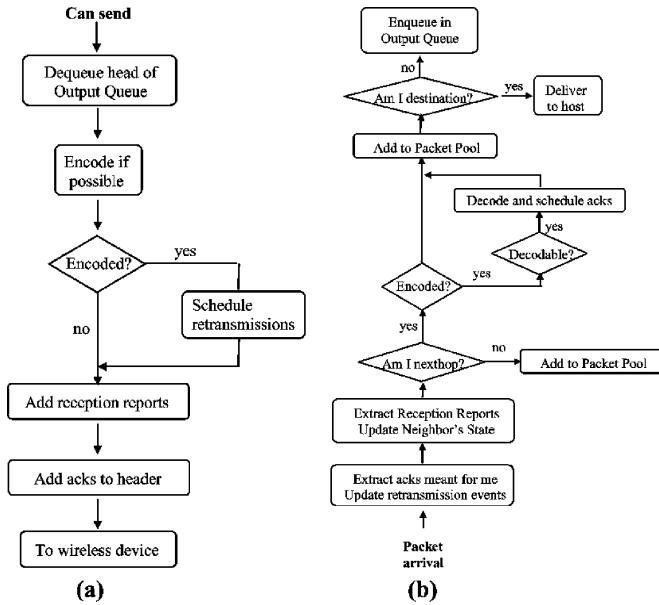 Can send
Dequeue head of
Output Queue
Encode if
possible
Encoded?
yes
Schedule
retransmissions
no
Add reception reports
Add acks to header
To wireless device
(a)
Enqueue in
Output Queue
no
Am I destination?
yes
Deliver
to host
Add to Packet Pool
Decode and schedule acks
yes
Decodable?
Encoded?
yes
yes
Am I nexthop?
no
Add to Packet Pool
Extract Reception Reports
Update Neighbor's State
Extract acks meant for me
Update retransmission events
Packet
arrival
(b)